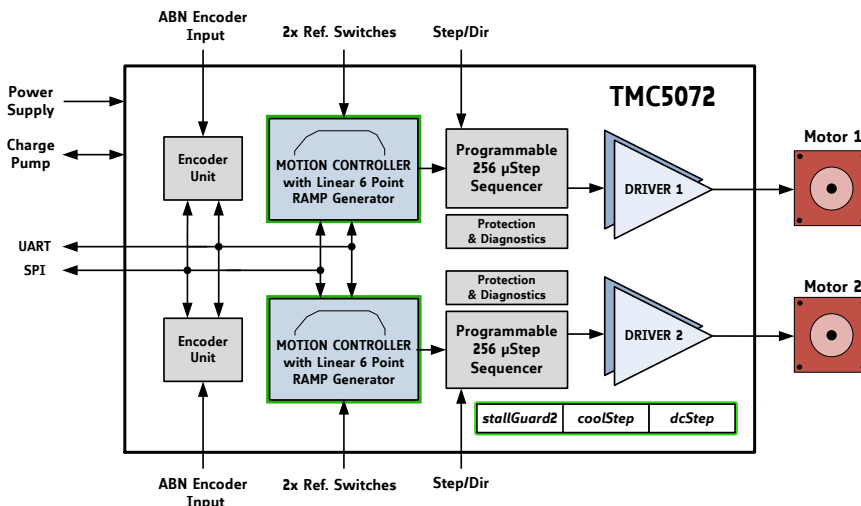 ABN Encoder
Input
2x Ref. Switches
Step/Dir
TMC5072
Power
Supply
Charge
Pump
Encoder
Unit
MOTION CONTROLLER
with Linear 6 Point
RAMP Generator
Programmable
256 µStep
Sequencer
DRIVER 1
Motor 1
Protection
& Diagnostics
UART
SPI
Protection
& Diagnostics
Motor 2
Encoder
Unit
MOTION CONTROLLER
with Linear 6 Point
RAMP Generator
Programmable
256 µStep
Sequencer
DRIVER 2
stallGuard2 coolStep dcStep
ABN Encoder
Input
2x Ref. Switches
Step/Dir